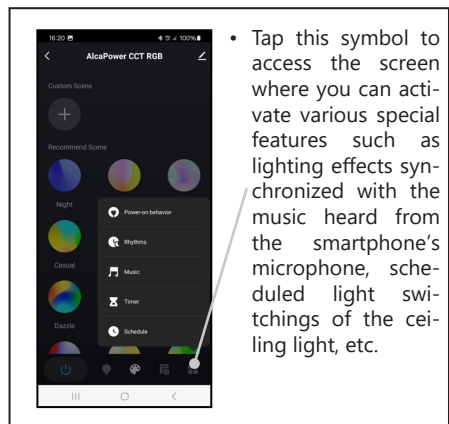 16:20
100%
AlcaPower CCT RGB
Custom Scene
Recommend Scene
Night
Casual
Dazzle
Power-on behavior
Rhythms
Music
Timer
Schedule
• Tap this symbol to
access the screen
where you can acti-
vate various special
features such as
lighting effects syn-
chronized with the
music heard from
the smartphone’s
microphone, sche-
duled light swi-
tchings of the cei-
ling light, etc.